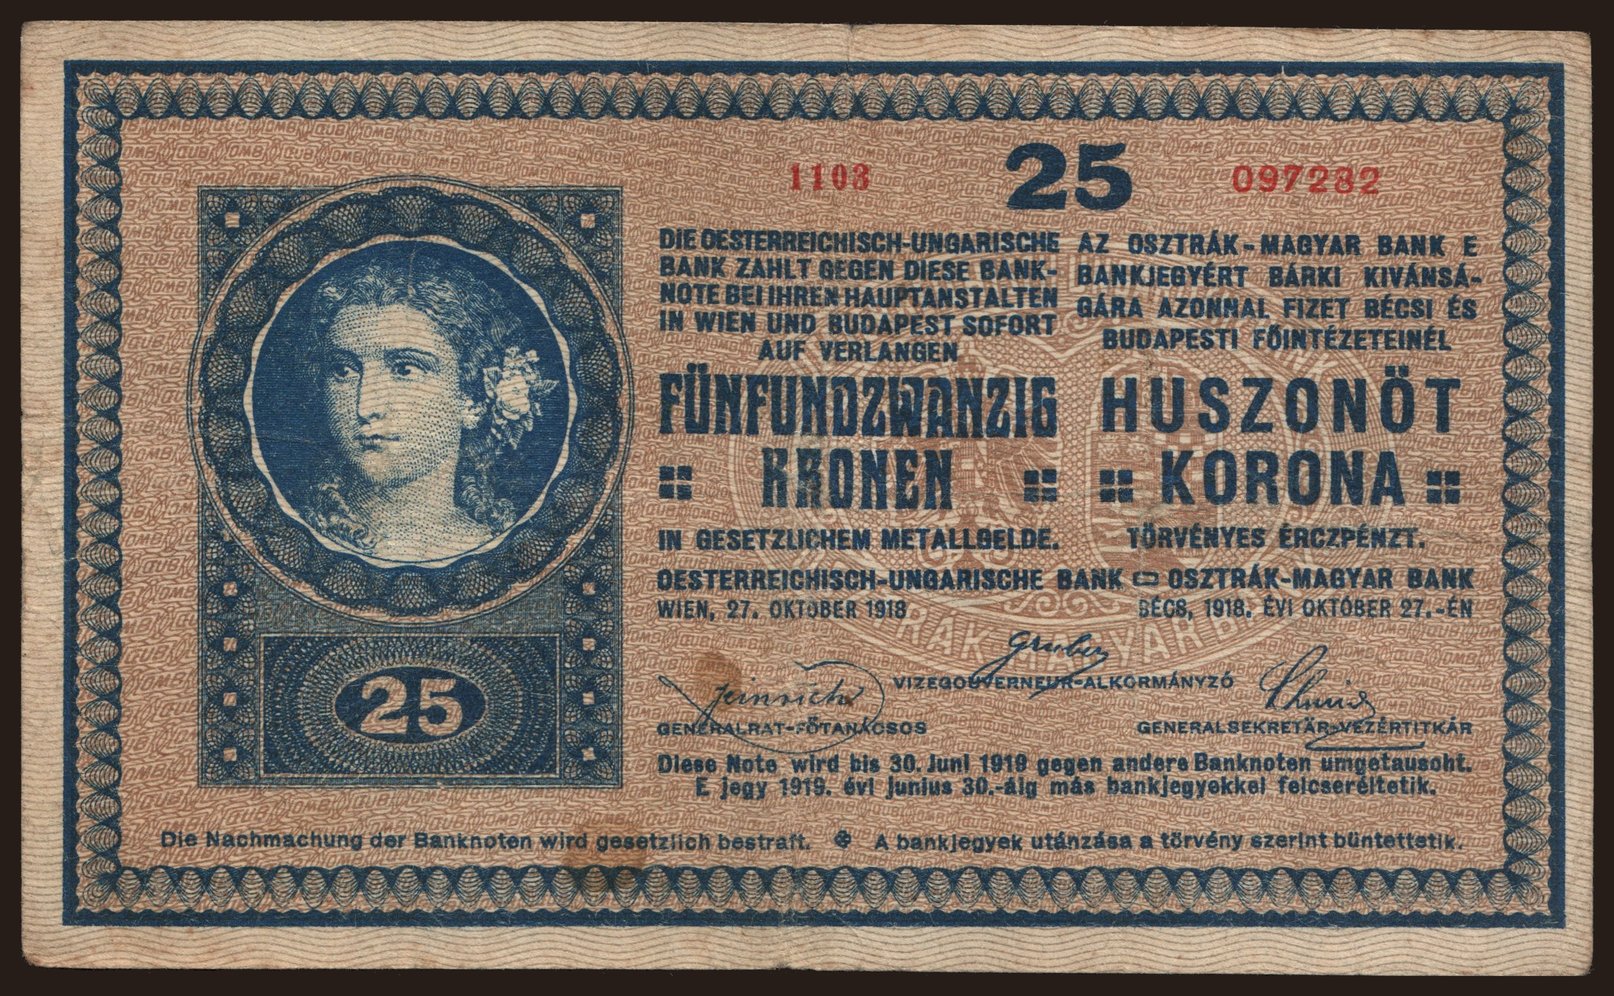 1103
25
097282
DIE OESTERREICHISCH-UNGARISCHE
BANK ZAHLT GEGEN DIESE BANK-
NOTE BEI IHREN HAUPTANSTALTEN
IN WIEN UND BUDAPEST SOFORT
AUF VERLANGEN
FÜNFUNDZWANZIG
KRONEN
IN GESETZLICHEM METALLGELDE.
AZ OSZTRÁK-MAGYAR BANK E
BANKJEGYÉRT BÁRKI KIVÁNSÁ-
GÁRA AZONNAL FIZET BÉCSI ÉS
BUDAPESTI FŐINTÉZETEINÉL
HUSZONÖT
KORONA
TÖRVÉNYES ÉRCZPÉNZT.
OESTERREICHISCH-UNGARISCHE BANK OSZTRÁK-MAGYAR BANK
WIEN, 27. OKTOBER 1918
BÉCS, 1918. ÉVI OKTÓBER 27.-ÉN
Gruber
VIZEGOUVERNEUR-ALKORMÁNYZÓ
GENERALRAT-FŐTANÁCSOS
GENERALSEKRETÄR-VEZÉRTITKÁR
Diese Note wird bis 30. Juni 1919 gegen andere Banknoten umgetauscht.
E jegy 1919. évi junius 30.-áig más bankjegyekkel felcseréltetik.
25
Die Nachmachung der Banknoten wird gesetzlich bestraft. A bankjegyek utánzása a törvény szerint büntettetik.